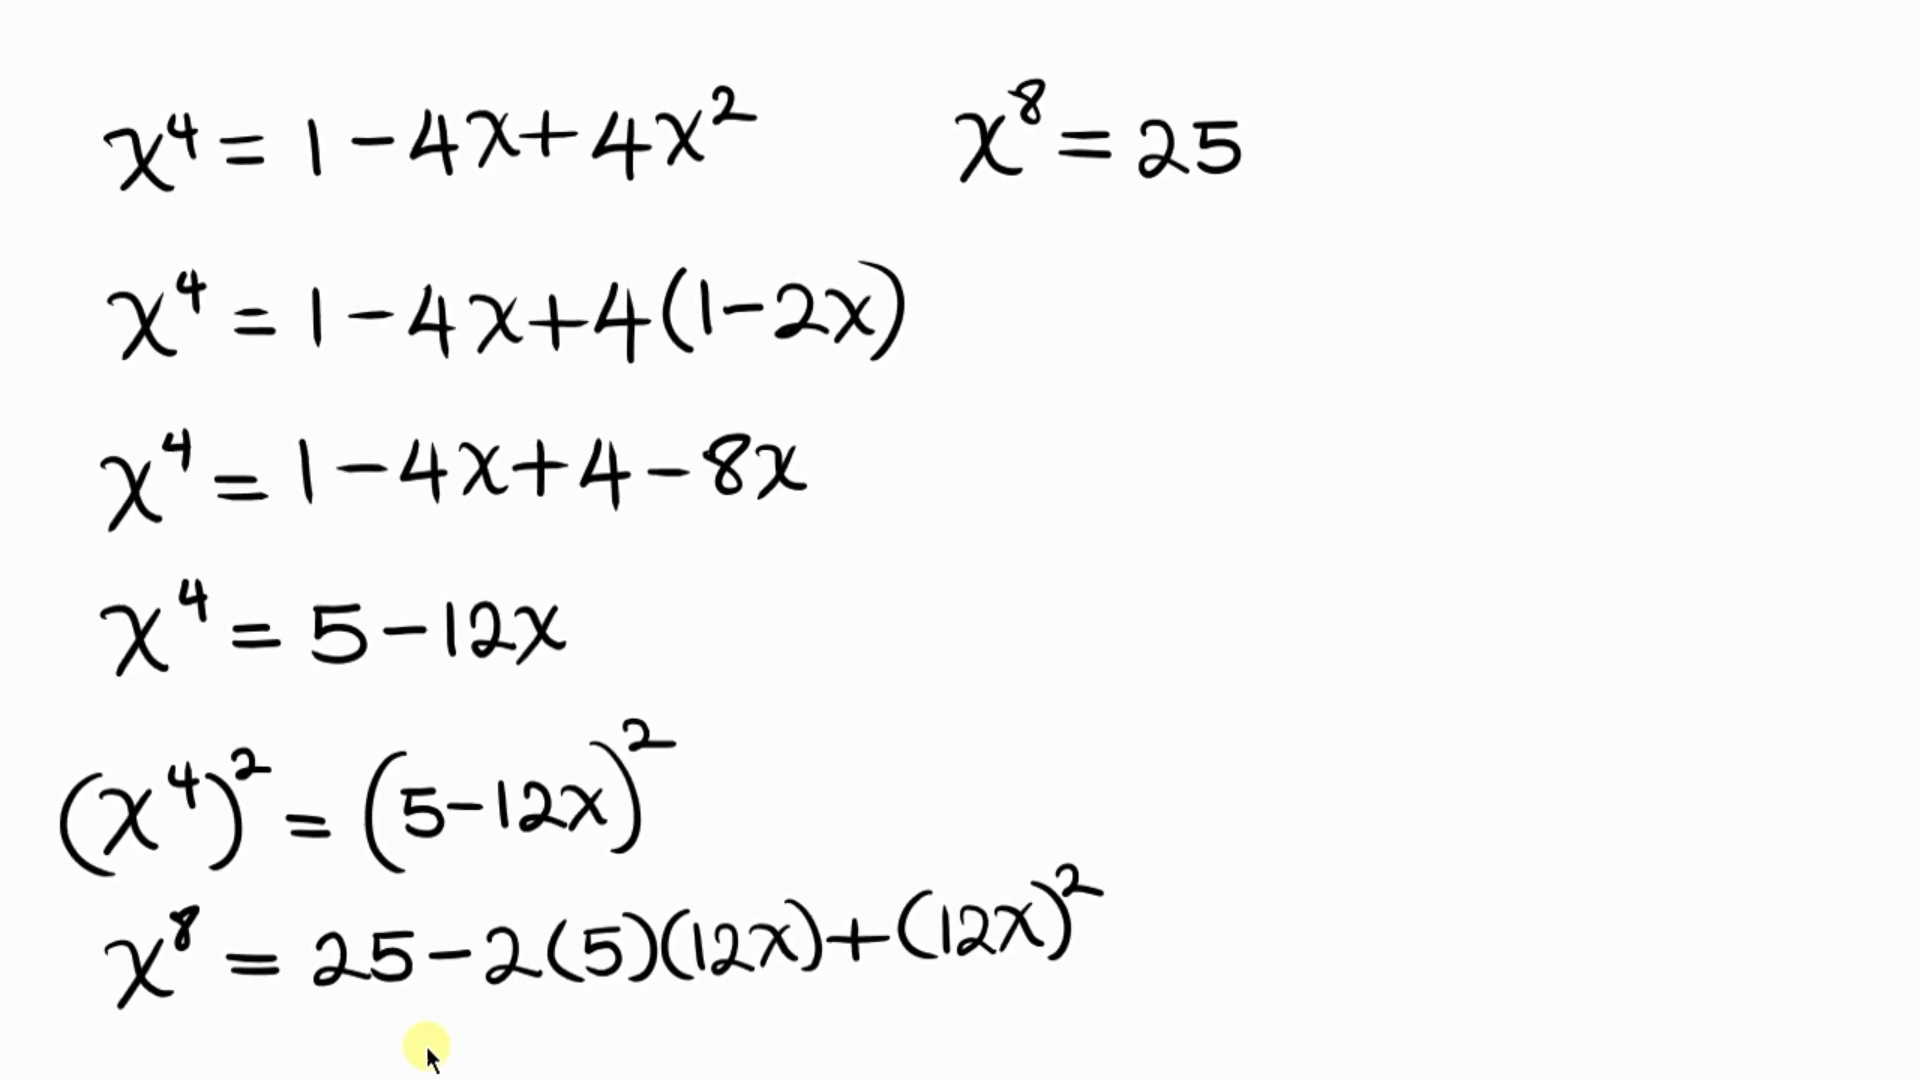 x⁴ = 1 - 4x + 4x²
x⁸ = 25
x⁴ = 1 - 4x + 4(1 - 2x)
x⁴ = 1 - 4x + 4 - 8x
x⁴ = 5 - 12x
(x⁴)² = (5 - 12x)²
x⁸ = 25 - 2(5)(12x) + (12x)²